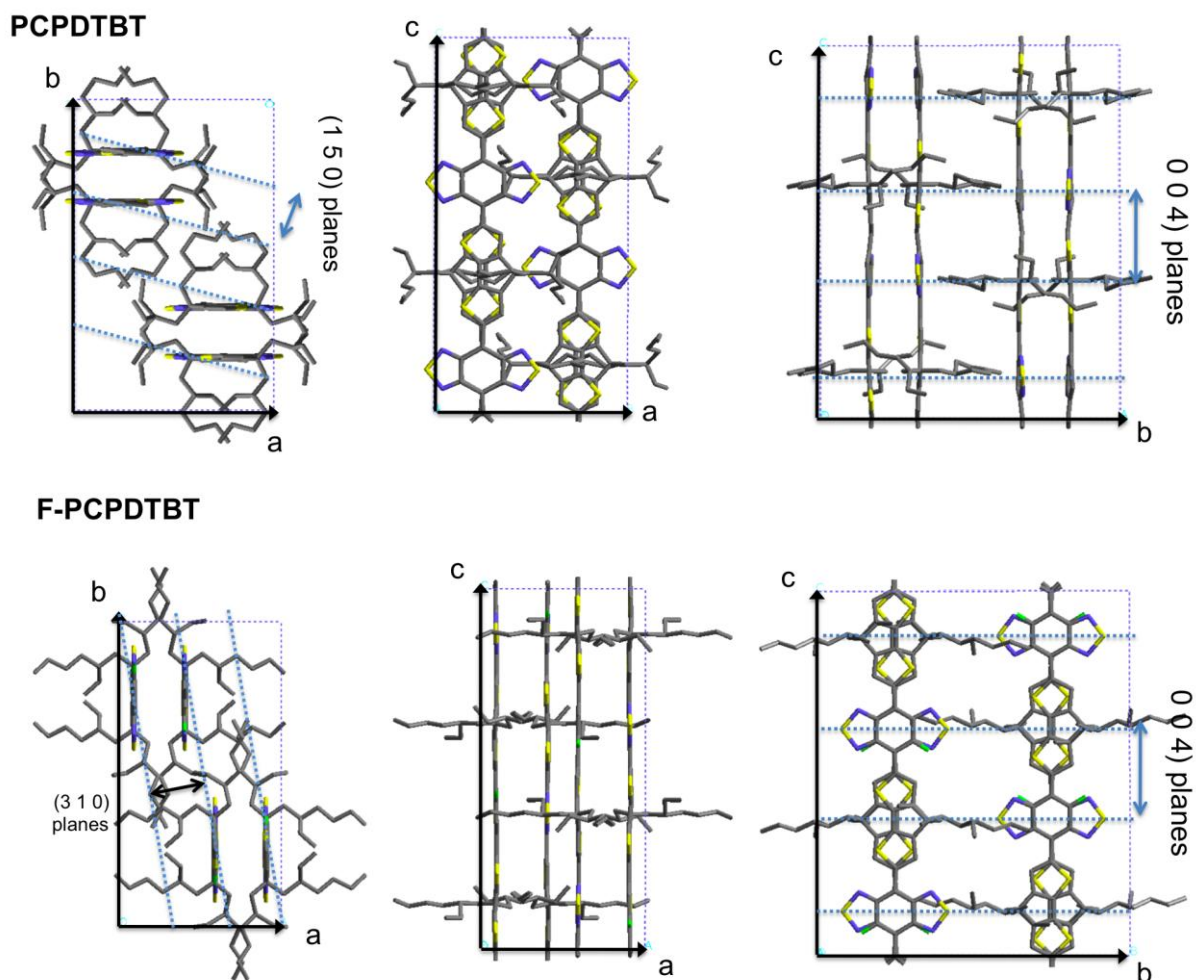 PCPDTBT
b
(1 5 0) planes
a
c
a
c
0 0 4) planes
b
F-PCPDTBT
b
(3 1 0)
planes
a
c
a
c
0 0 4) planes
b